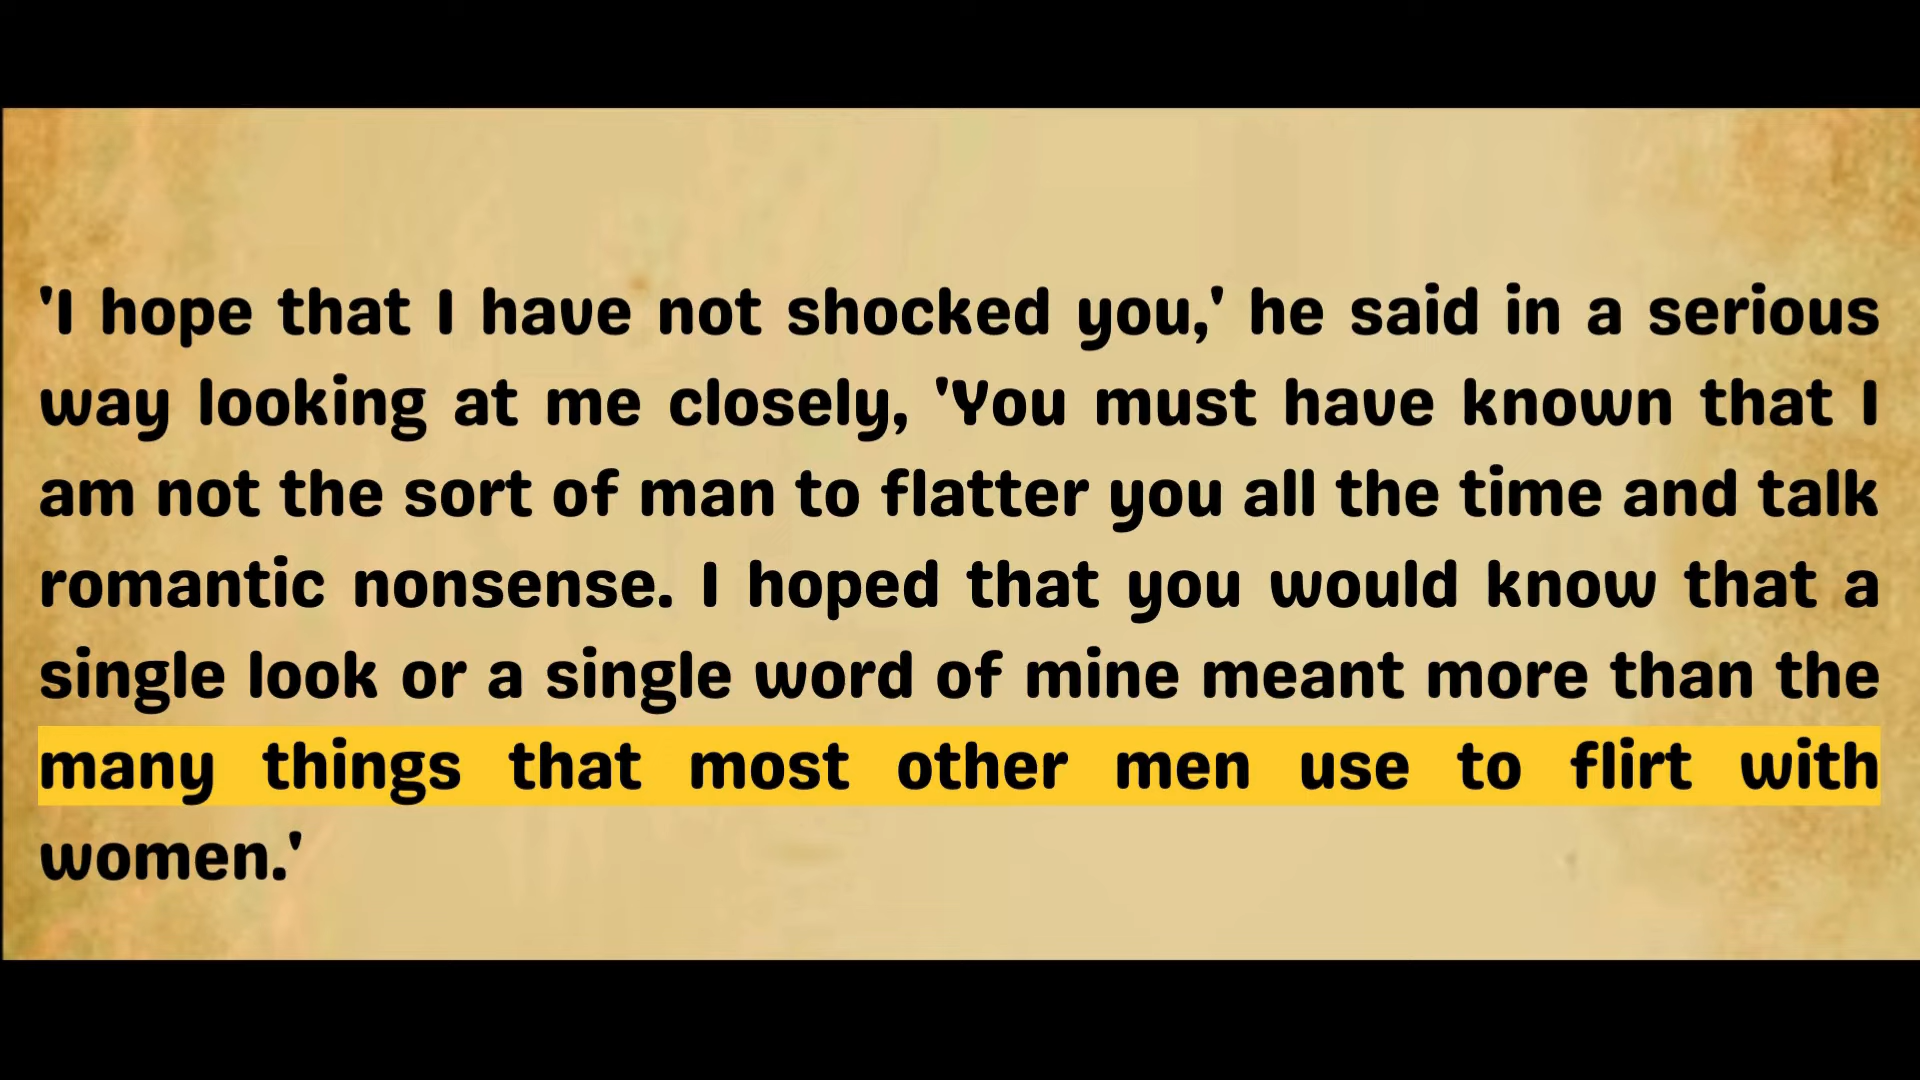 'I hope that I have not shocked you,' he said in a serious
way looking at me closely, 'You must have known that I
am not the sort of man to flatter you all the time and talk
romantic nonsense. I hoped that you would know that a
single look or a single word of mine meant more than the
many things that most other men use to flirt with
women.'